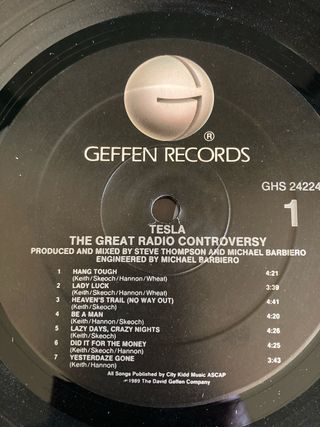 G
®
GEFFEN RECORDS
GHS 24224
1
TESLA
THE GREAT RADIO CONTROVERSY
PRODUCED AND MIXED BY STEVE THOMPSON AND MICHAEL BARBIERO
ENGINEERED BY MICHAEL BARBIERO
1 HANG TOUGH 4:21
(Keith/Skeoch/Hannon/Wheat)
2 LADY LUCK 3:39
(Keith/Skeoch/Hannon/Wheat)
3 HEAVEN'S TRAIL (NO WAY OUT) 4:41
(Keith/Skeoch)
4 BE A MAN 4:20
(Keith/Hannon/Skeoch)
5 LAZY DAYS, CRAZY NIGHTS 4:26
(Keith/Skeoch)
6 DID IT FOR THE MONEY 4:25
(Keith/Skeoch/Hannon)
7 YESTERDAZE GONE 3:43
(Keith/Hannon)
All Songs Published by City Kidd Music ASCAP
℗1989 The David Geffen Company